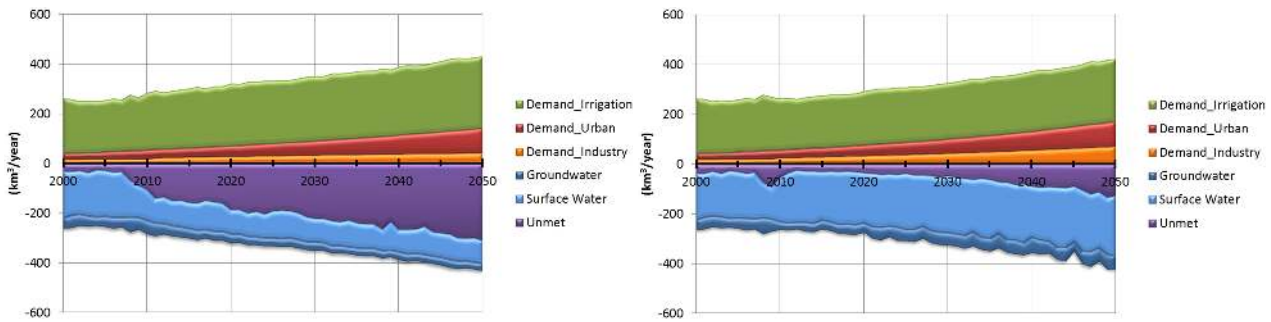 600
400
200
0
-200
-400
-600
(km³/year)
2000 2010 2020 2030 2040 2050
Demand_Irrigation
Demand_Urban
Demand_Industry
Groundwater
Surface Water
Unmet
600
400
200
0
-200
-400
-600
(km³/year)
2000 2010 2020 2030 2040 2050
Demand_Irrigation
Demand_Urban
Demand_Industry
Groundwater
Surface Water
Unmet